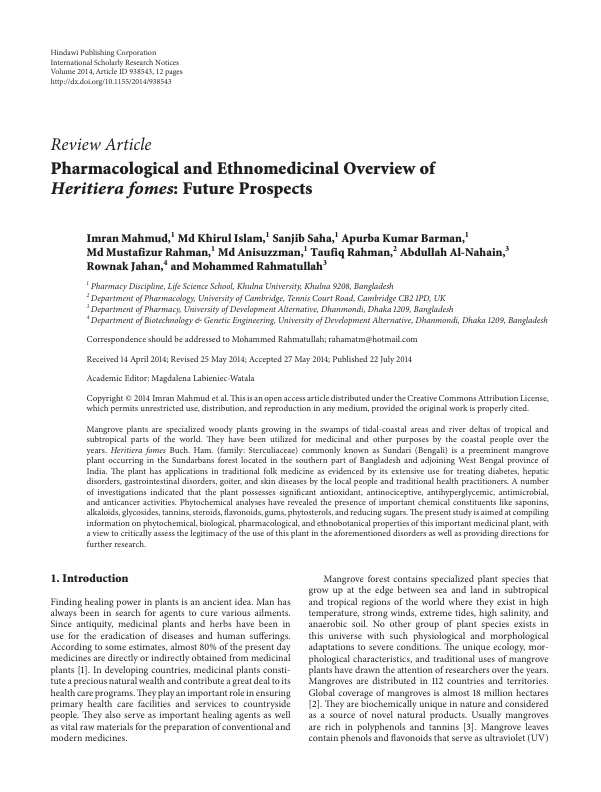 Hindawi Publishing Corporation
International Scholarly Research Notices
Volume 2014, Article ID 938543, 12 pages
http://dx.doi.org/10.1155/2014/938543
Review Article
Pharmacological and Ethnomedicinal Overview of
Heritiera fomes: Future Prospects
Imran Mahmud,1 Md Khirul Islam,1 Sanjib Saha,1 Apurba Kumar Barman,1
Md Mustafizur Rahman,1 Md Anisuzzman,1 Taufiq Rahman,2 Abdullah Al-Nahain,3
Rownak Jahan,4 and Mohammed Rahmatullah3
1 Pharmacy Discipline, Life Science School, Khulna University, Khulna 9208, Bangladesh
2 Department of Pharmacology, University of Cambridge, Tennis Court Road, Cambridge CB2 1PD, UK
3 Department of Pharmacy, University of Development Alternative, Dhanmondi, Dhaka 1209, Bangladesh
4 Department of Biotechnology & Genetic Engineering, University of Development Alternative, Dhanmondi, Dhaka 1209, Bangladesh
Correspondence should be addressed to Mohammed Rahmatullah; rahamatm@hotmail.com
Received 14 April 2014; Revised 25 May 2014; Accepted 27 May 2014; Published 22 July 2014
Academic Editor: Magdalena Labieniec-Watala
Copyright © 2014 Imran Mahmud et al. This is an open access article distributed under the Creative Commons Attribution License,
which permits unrestricted use, distribution, and reproduction in any medium, provided the original work is properly cited.
Mangrove plants are specialized woody plants growing in the swamps of tidal-coastal areas and river deltas of tropical and
subtropical parts of the world. They have been utilized for medicinal and other purposes by the coastal people over the
years. Heritiera fomes Buch. Ham. (family: Sterculiaceae) commonly known as Sundari (Bengali) is a preeminent mangrove
plant occurring in the Sundarbans forest located in the southern part of Bangladesh and adjoining West Bengal province of
India. The plant has applications in traditional folk medicine as evidenced by its extensive use for treating diabetes, hepatic
disorders, gastrointestinal disorders, goiter, and skin diseases by the local people and traditional health practitioners. A number
of investigations indicated that the plant possesses significant antioxidant, antinociceptive, antihyperglycemic, antimicrobial,
and anticancer activities. Phytochemical analyses have revealed the presence of important chemical constituents like saponins,
alkaloids, glycosides, tannins, steroids, flavonoids, gums, phytosterols, and reducing sugars. The present study is aimed at compiling
information on phytochemical, biological, pharmacological, and ethnobotanical properties of this important medicinal plant, with
a view to critically assess the legitimacy of the use of this plant in the aforementioned disorders as well as providing directions for
further research.
1. Introduction
Finding healing power in plants is an ancient idea. Man has
always been in search for agents to cure various ailments.
Since antiquity, medicinal plants and herbs have been in
use for the eradication of diseases and human sufferings.
According to some estimates, almost 80% of the present day
medicines are directly or indirectly obtained from medicinal
plants [1]. In developing countries, medicinal plants consti-
tute a precious natural wealth and contribute a great deal to its
health care programs. They play an important role in ensuring
primary health care facilities and services to countryside
people. They also serve as important healing agents as well
as vital raw materials for the preparation of conventional and
modern medicines.
Mangrove forest contains specialized plant species that
grow up at the edge between sea and land in subtropical
and tropical regions of the world where they exist in high
temperature, strong winds, extreme tides, high salinity, and
anaerobic soil. No other group of plant species exists in
this universe with such physiological and morphological
adaptations to severe conditions. The unique ecology, mor-
phological characteristics, and traditional uses of mangrove
plants have drawn the attention of researchers over the years.
Mangroves are distributed in 112 countries and territories.
Global coverage of mangroves is almost 18 million hectares
[2]. They are biochemically unique in nature and considered
as a source of novel natural products. Usually mangroves
are rich in polyphenols and tannins [3]. Mangrove leaves
contain phenols and flavonoids that serve as ultraviolet (UV)